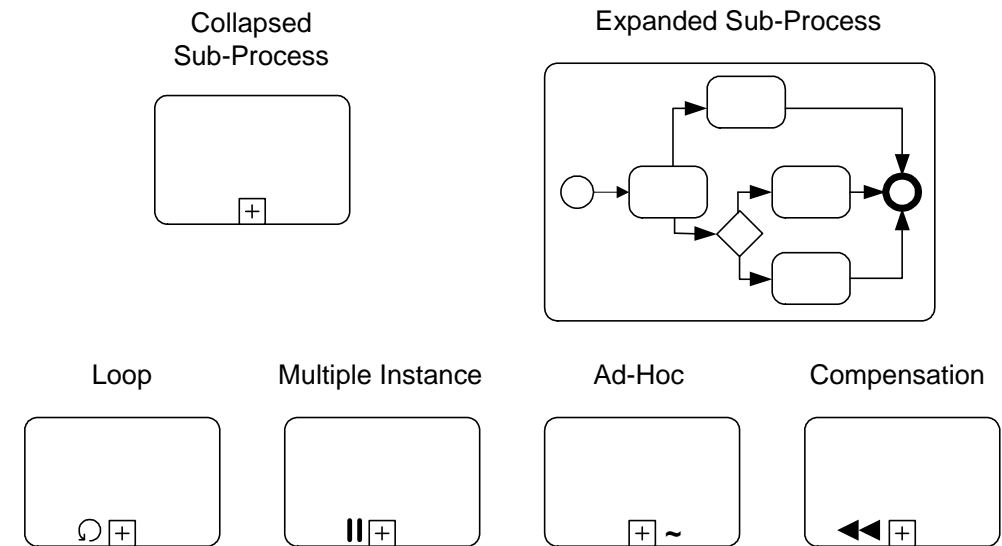 Collapsed
Sub-Process
Expanded Sub-Process
Loop
Multiple Instance
Ad-Hoc
Compensation